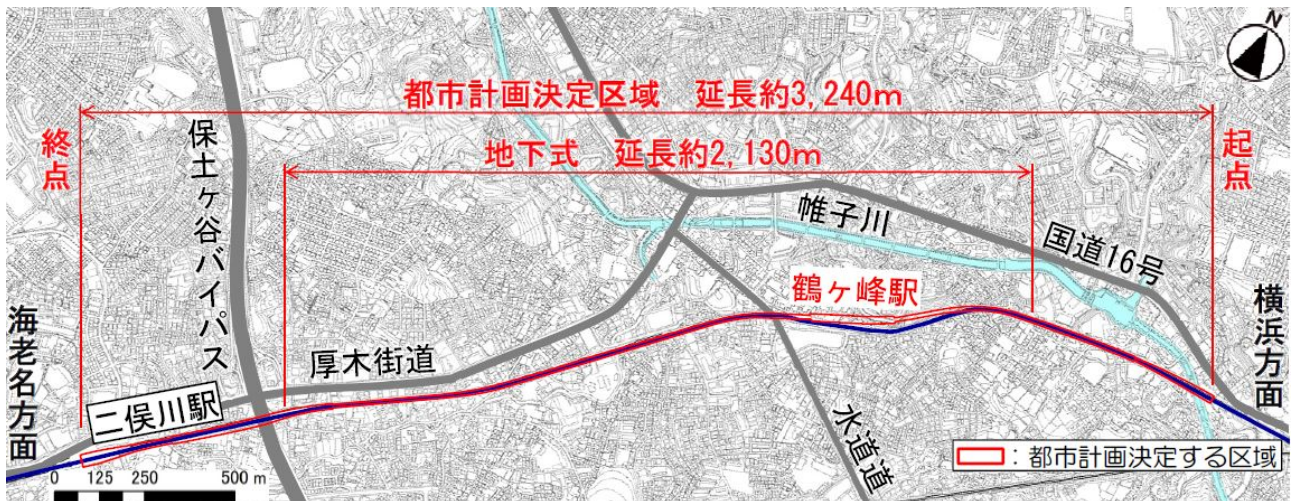 N
都市計画決定区域 延長約3,240m
終点
保土ヶ谷バイパス
地下式 延長約2,130m
起点
帷子川
国道16号
鶴ヶ峰駅
横浜方面
海老名方面
厚木街道
二俣川駅
水道道
0 125 250 500 m
:都市計画決定する区域